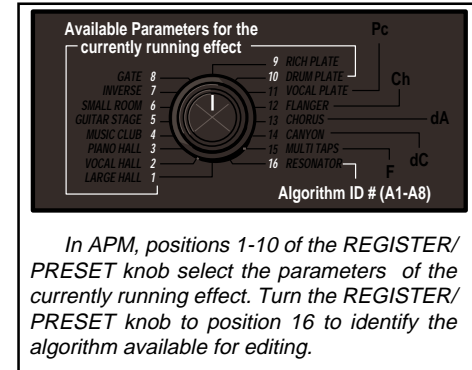 Available Parameters for the
currently running effect
Pc
Ch
dA
dC
F
GATE 8
INVERSE 7
SMALL ROOM 6
GUITAR STAGE 5
MUSIC CLUB 4
PIANO HALL 3
VOCAL HALL 2
LARGE HALL 1
9 RICH PLATE
10 DRUM PLATE
11 VOCAL PLATE
12 FLANGER
13 CHORUS
14 CANYON
15 MULTI TAPS
16 RESONATOR
Algorithm ID # (A1-A8)
In APM, positions 1-10 of the REGISTER/
PRESET knob select the parameters of the
currently running effect. Turn the REGISTER/
PRESET knob to position 16 to identify the
algorithm available for editing.